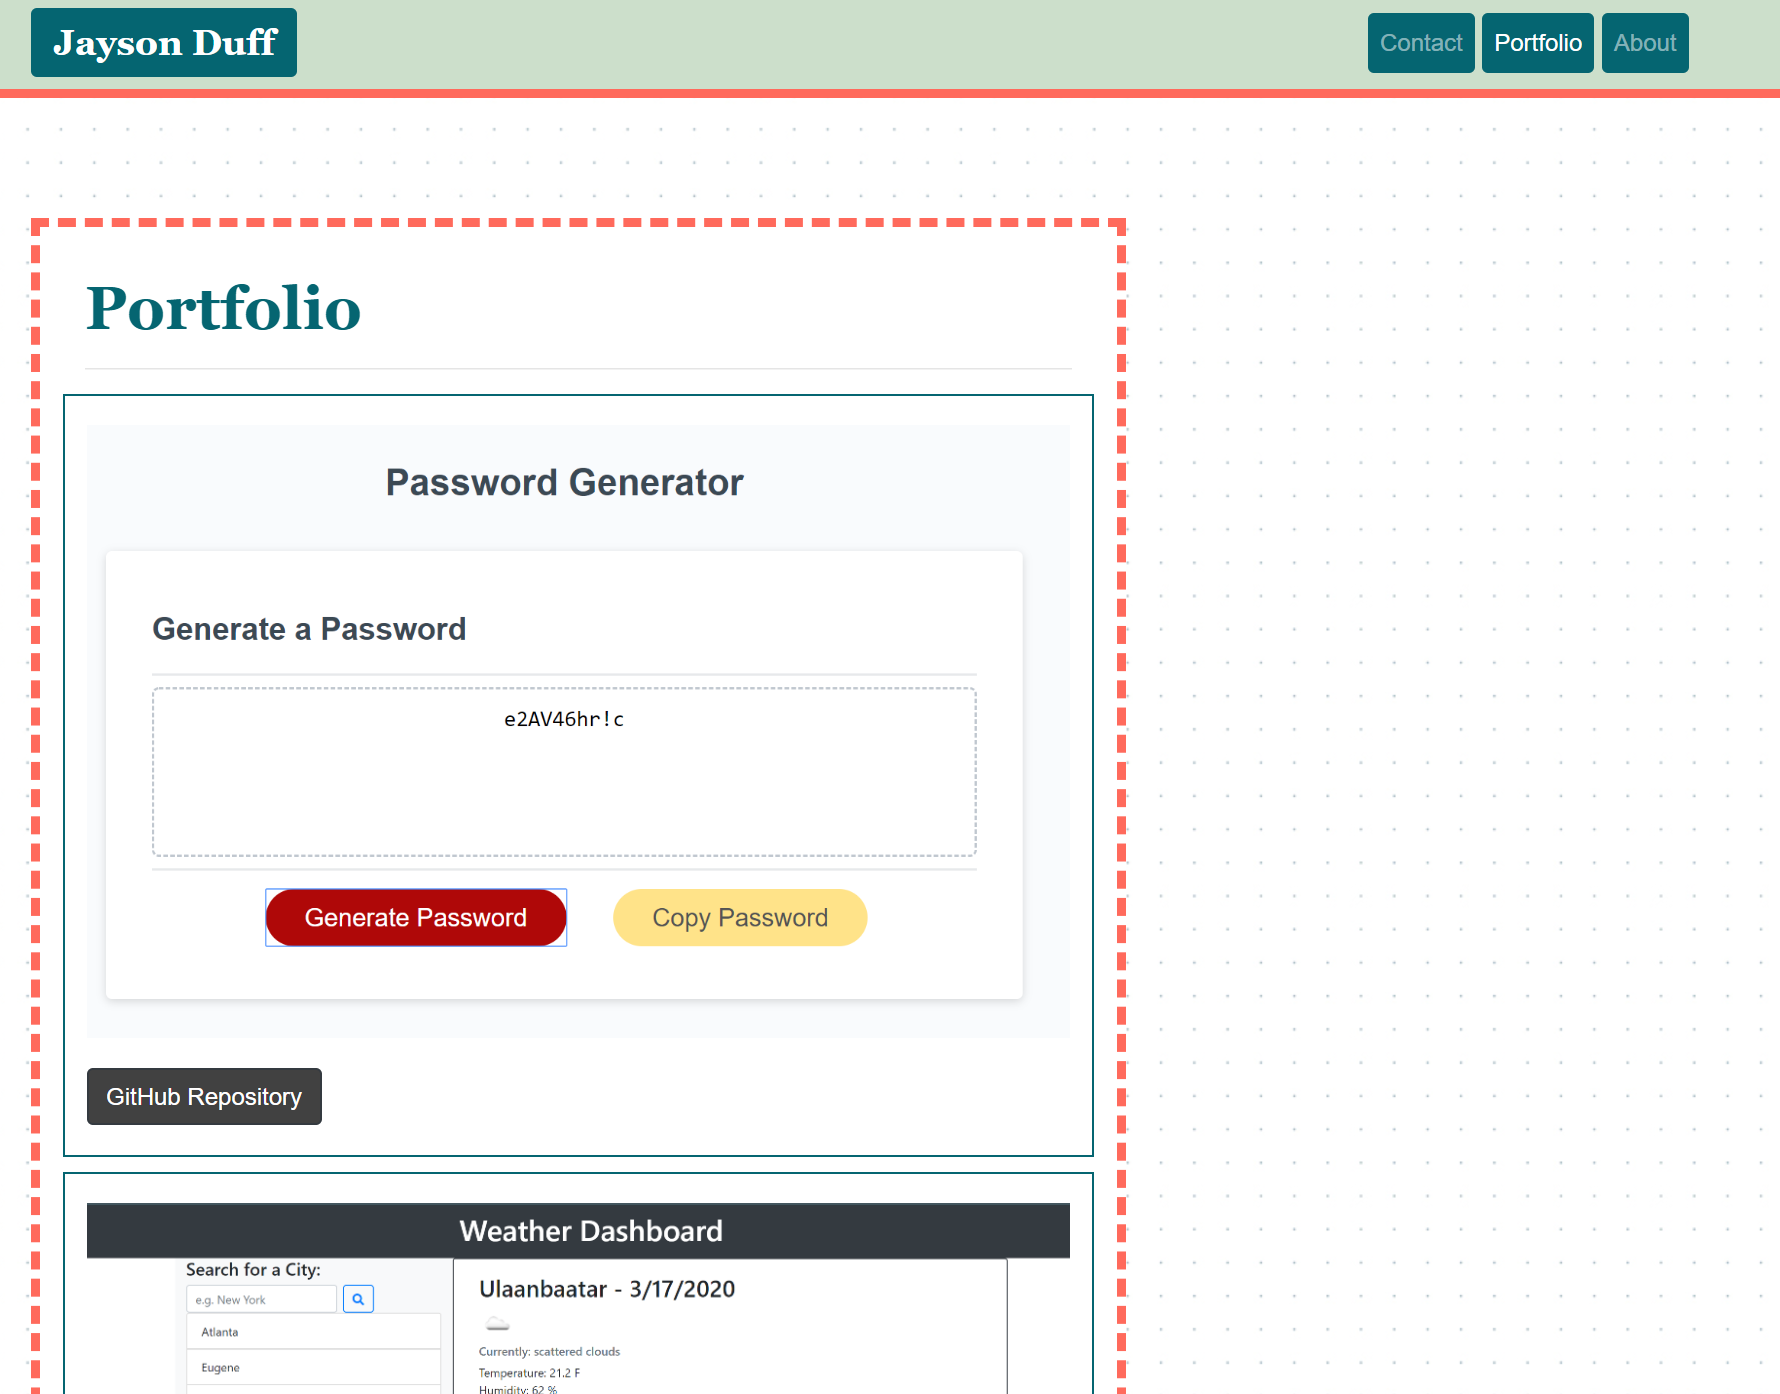 Jayson Duff
Contact Portfolio About
Portfolio
Password Generator
Generate a Password
e2AV46hr!c
Generate Password Copy Password
GitHub Repository
Weather Dashboard
Search for a City:
e.g. New York
Atlanta
Eugene
Ulaanbaatar - 3/17/2020
Currently: scattered clouds
Temperature: 21.2 F
Humidity: 62 %